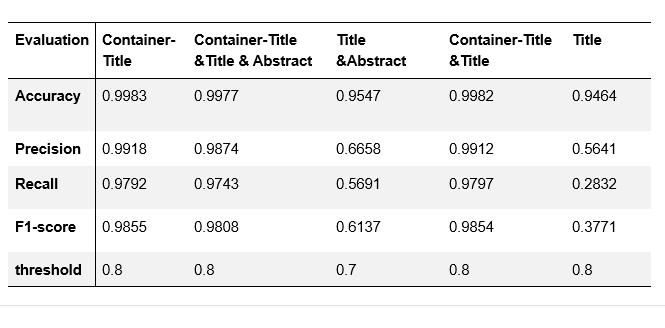 Evaluation Container- Container-Title Title Container-Title Title
Title &Title & Abstract &Abstract &Title
Accuracy 0.9983 0.9977 0.9547 0.9982 0.9464
Precision 0.9918 0.9874 0.6658 0.9912 0.5641
Recall 0.9792 0.9743 0.5691 0.9797 0.2832
F1-score 0.9855 0.9808 0.6137 0.9854 0.3771
threshold 0.8 0.8 0.7 0.8 0.8